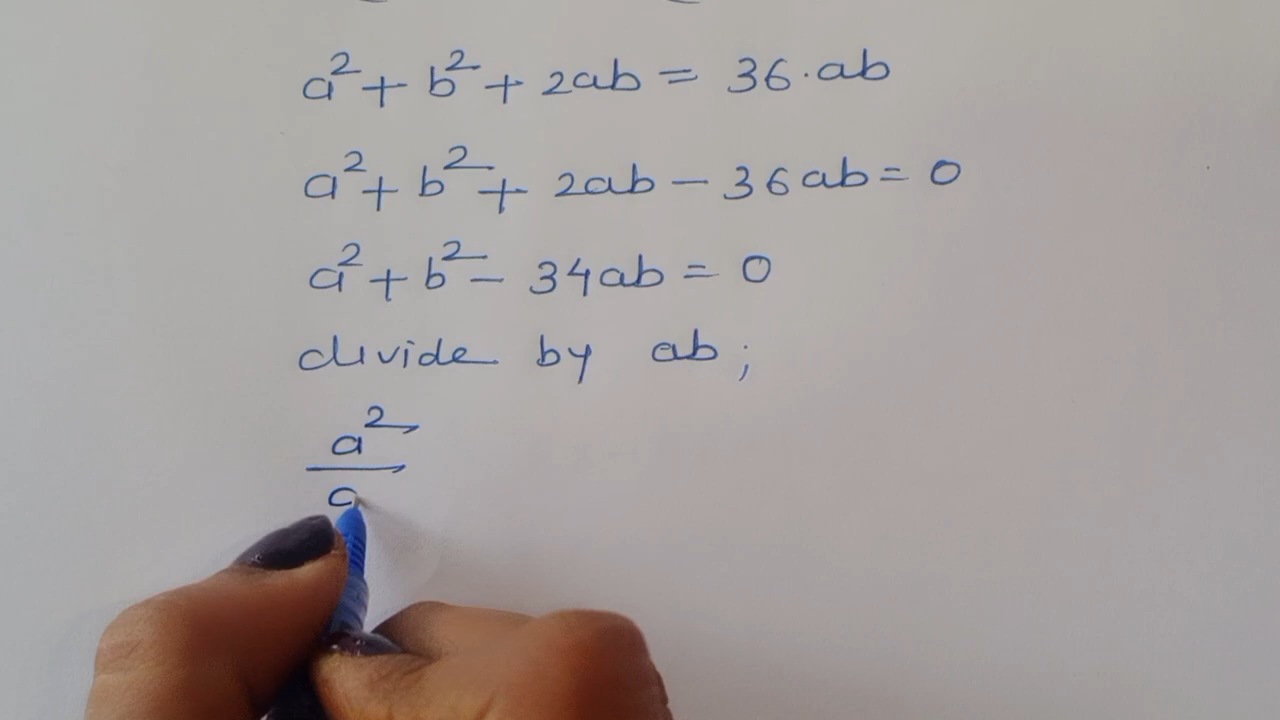 a² + b² + 2ab = 36·ab
a² + b² + 2ab − 36ab = 0
a² + b² − 34ab = 0
divide by ab;
a²
a